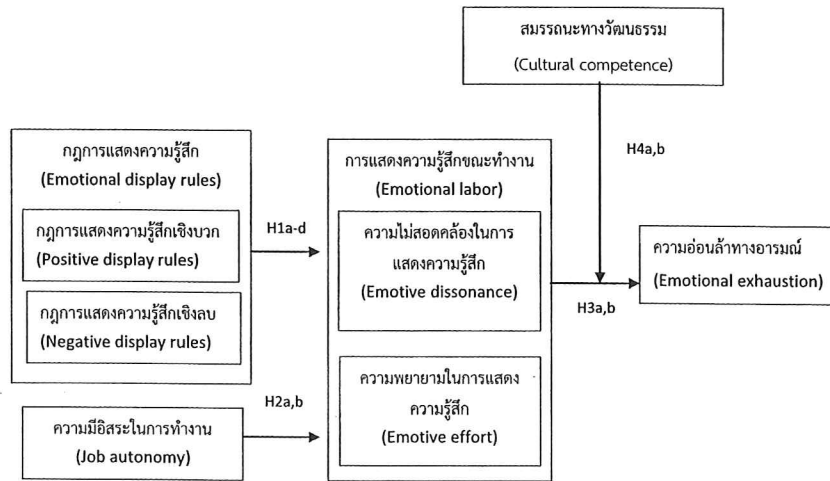 สมรรถนะทางวัฒนธรรม
(Cultural competence)
กฎการแสดงความรู้สึก
(Emotional display rules)
กฎการแสดงความรู้สึกเชิงบวก
(Positive display rules)
กฎการแสดงความรู้สึกเชิงลบ
(Negative display rules)
ความมีอิสระในการทำงาน
(Job autonomy)
H1a-d
H2a,b
การแสดงความรู้สึกขณะทำงาน
(Emotional labor)
ความไม่สอดคล้องในการ
แสดงความรู้สึก
(Emotive dissonance)
ความพยายามในการแสดง
ความรู้สึก
(Emotive effort)
H4a,b
H3a,b
ความอ่อนล้าทางอารมณ์
(Emotional exhaustion)